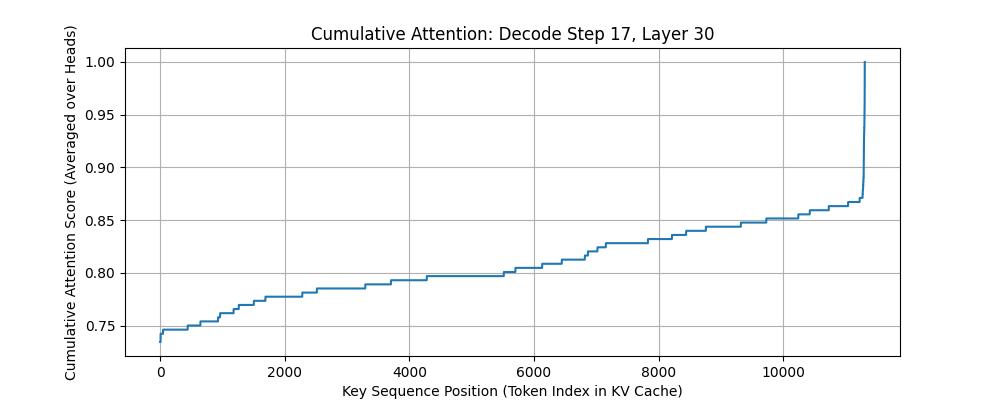 Cumulative Attention: Decode Step 17, Layer 30
Cumulative Attention Score (Averaged over Heads)
1.00
0.95
0.90
0.85
0.80
0.75
0 2000 4000 6000 8000 10000
Key Sequence Position (Token Index in KV Cache)